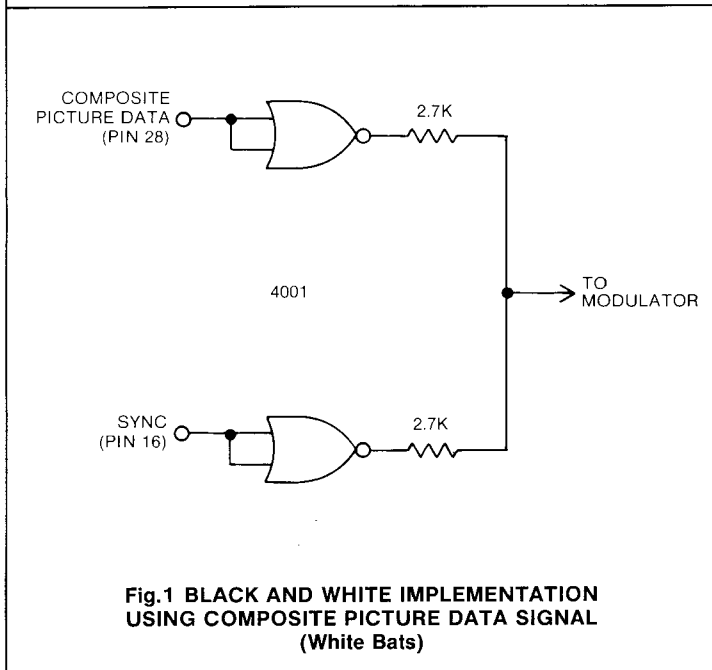 COMPOSITE
PICTURE DATA
(PIN 28)
2.7K
4001
TO
MODULATOR
SYNC
(PIN 16)
2.7K
Fig.1 BLACK AND WHITE IMPLEMENTATION
USING COMPOSITE PICTURE DATA SIGNAL
(White Bats)